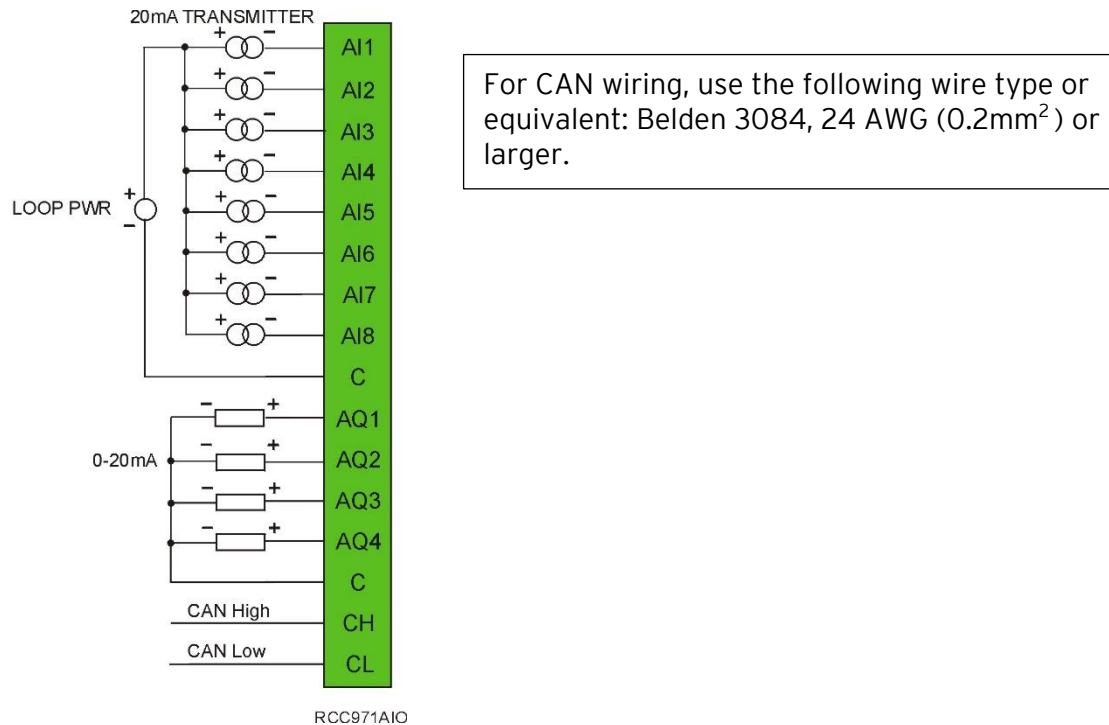 20mA TRANSMITTER
+ − AI1
+ − AI2
+ − AI3
+ − AI4
LOOP PWR + − + − AI5
+ − AI6
+ − AI7
+ − AI8
C
− + AQ1
0-20mA − + AQ2
− + AQ3
− + AQ4
C
CAN High CH
CAN Low CL
RCC971AIO
For CAN wiring, use the following wire type or
equivalent: Belden 3084, 24 AWG (0.2mm²) or
larger.